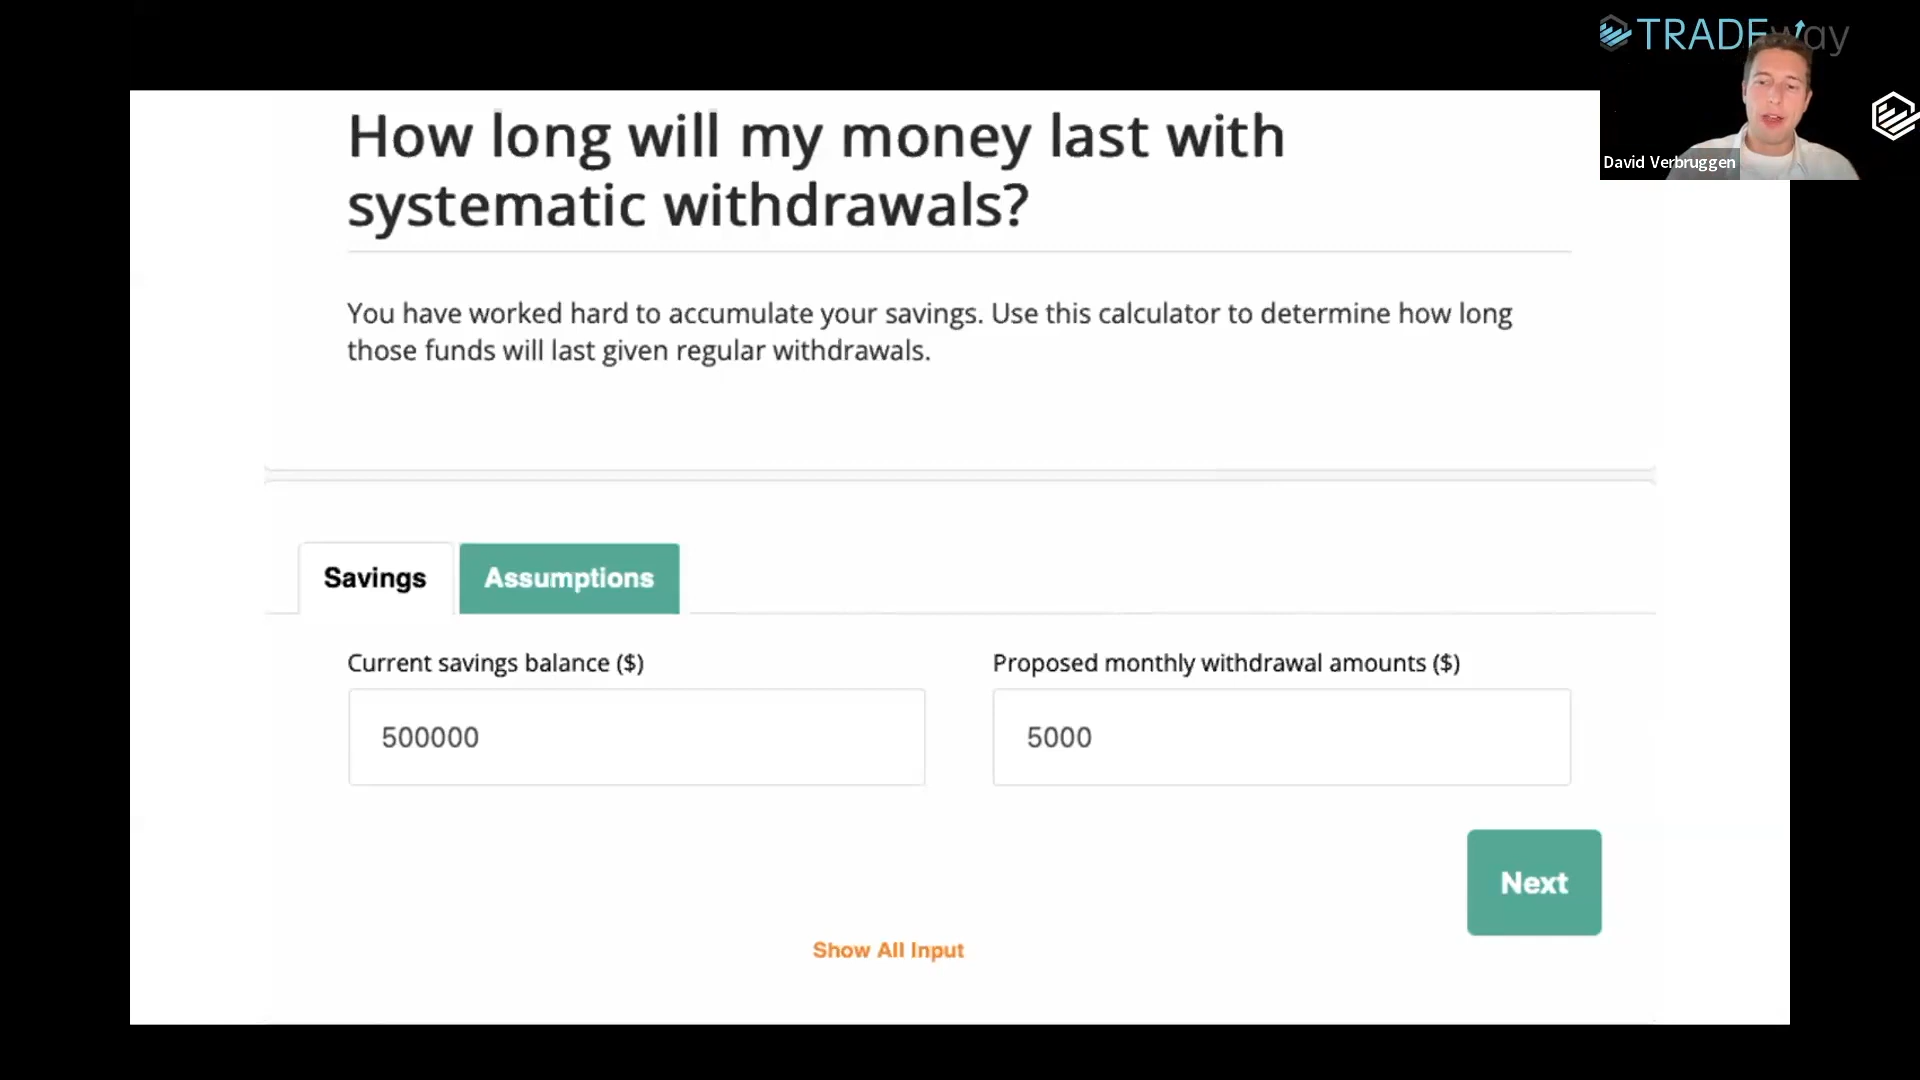 TRADEway
David Verbruggen
How long will my money last with
systematic withdrawals?
You have worked hard to accumulate your savings. Use this calculator to determine how long
those funds will last given regular withdrawals.
Savings
Assumptions
Current savings balance ($)
Proposed monthly withdrawal amounts ($)
500000
5000
Next
Show All Input